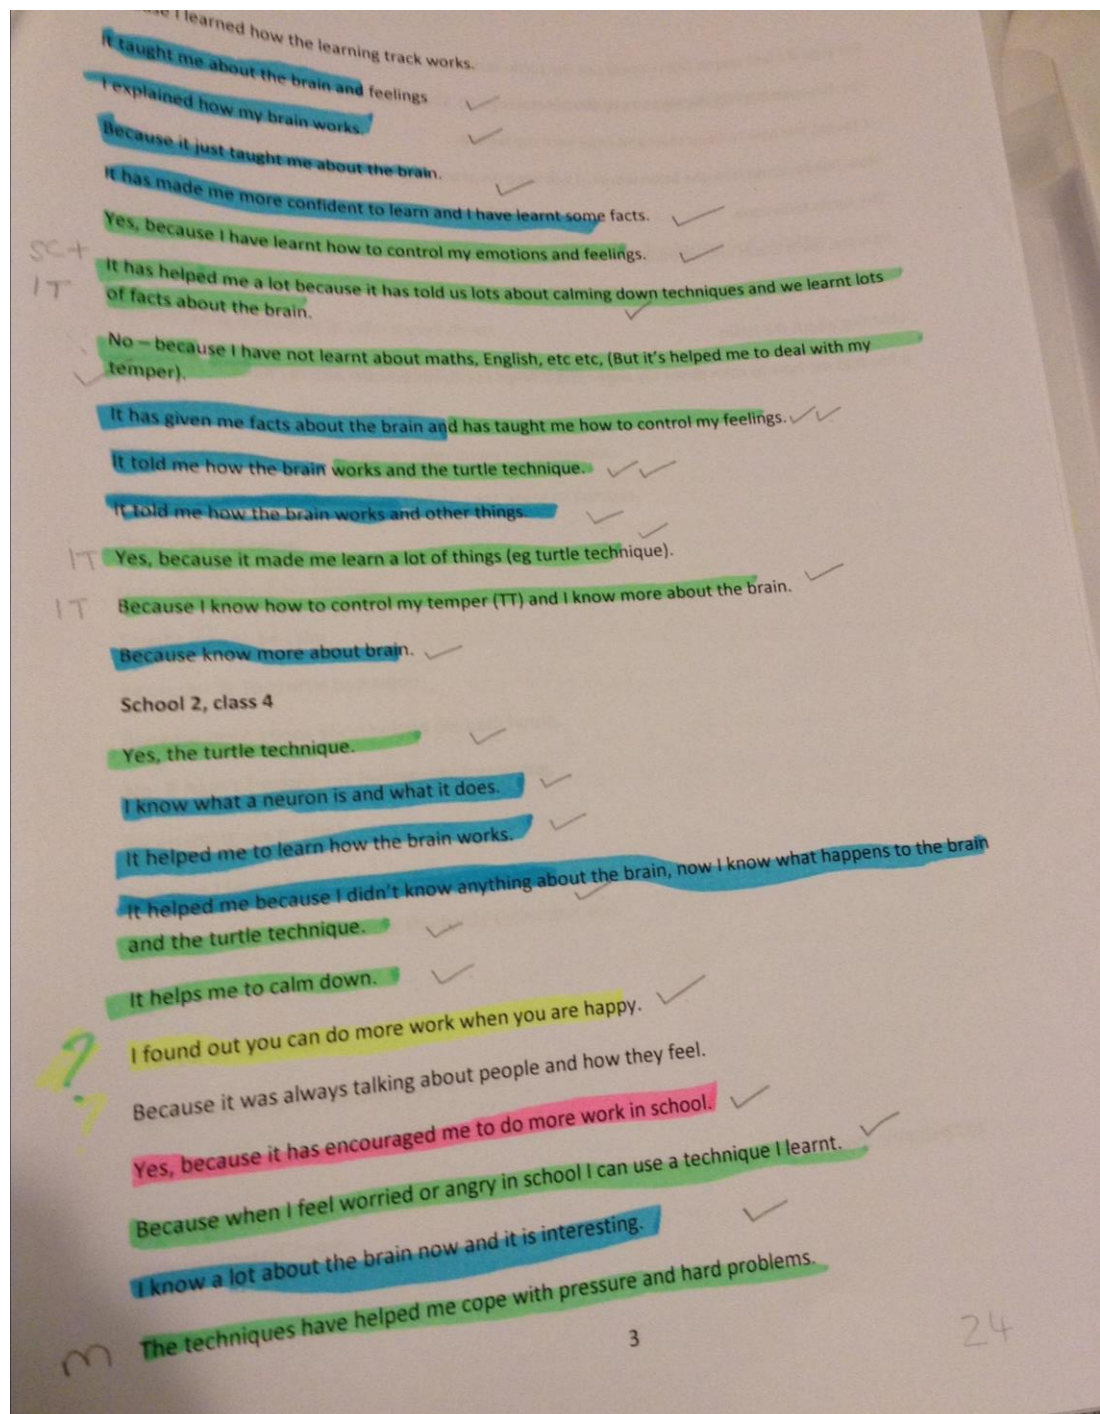 I learned how the learning track works.
It taught me about the brain and feelings
I explained how my brain works.
Because it just taught me about the brain.
It has made me more confident to learn and I have learnt some facts.
Yes, because I have learnt how to control my emotions and feelings.
SC+
IT
It has helped me a lot because it has told us lots about calming down techniques and we learnt lots
of facts about the brain.
No – because I have not learnt about maths, English, etc etc, (But it's helped me to deal with my
temper).
It has given me facts about the brain and has taught me how to control my feelings.
It told me how the brain works and the turtle technique.
It told me how the brain works and other things.
IT Yes, because it made me learn a lot of things (eg turtle technique).
IT Because I know how to control my temper (TT) and I know more about the brain.
Because know more about brain.
School 2, class 4
Yes, the turtle technique.
I know what a neuron is and what it does.
It helped me to learn how the brain works.
It helped me because I didn't know anything about the brain, now I know what happens to the brain
and the turtle technique.
It helps me to calm down.
? I found out you can do more work when you are happy.
? Because it was always talking about people and how they feel.
Yes, because it has encouraged me to do more work in school.
Because when I feel worried or angry in school I can use a technique I learnt.
I know a lot about the brain now and it is interesting.
m The techniques have helped me cope with pressure and hard problems.
3
24